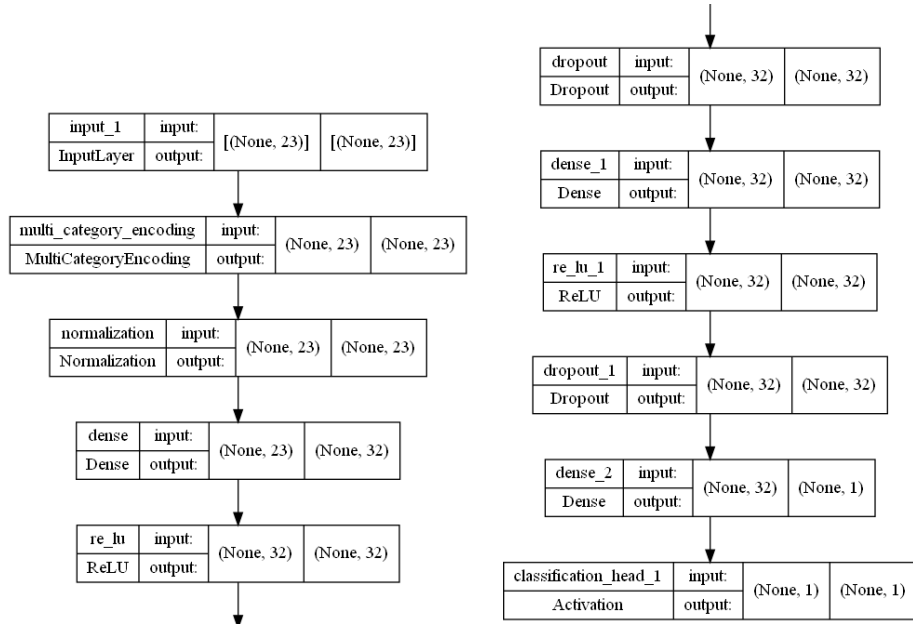 input_1 input: [(None, 23)] [(None, 23)]
InputLayer output:
multi_category_encoding input: (None, 23) (None, 23)
MultiCategoryEncoding output:
normalization input: (None, 23) (None, 23)
Normalization output:
dense input: (None, 23) (None, 32)
Dense output:
re_lu input: (None, 32) (None, 32)
ReLU output:
dropout input: (None, 32) (None, 32)
Dropout output:
dense_1 input: (None, 32) (None, 32)
Dense output:
re_lu_1 input: (None, 32) (None, 32)
ReLU output:
dropout_1 input: (None, 32) (None, 32)
Dropout output:
dense_2 input: (None, 32) (None, 1)
Dense output:
classification_head_1 input: (None, 1) (None, 1)
Activation output: